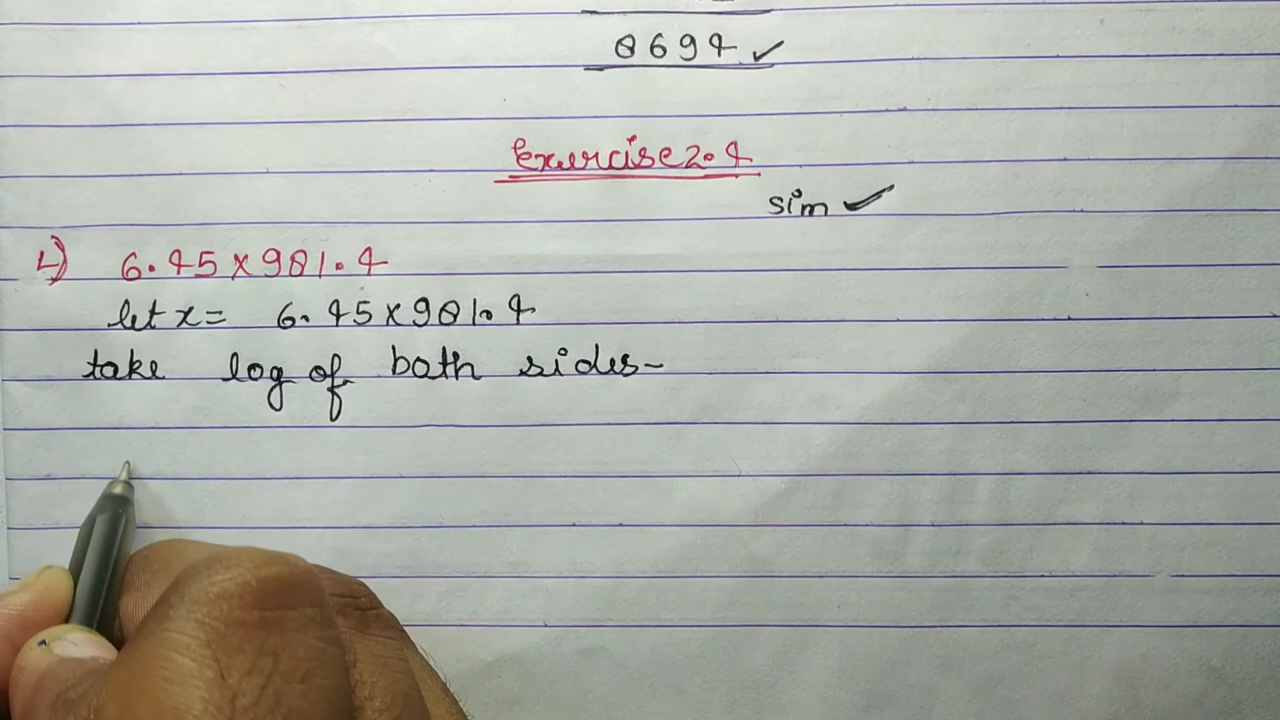 8694 ✓
Exercise 2.4
Sim ✓
1) 6.45×981.4
let x= 6.45×981.4
take log of both sides-